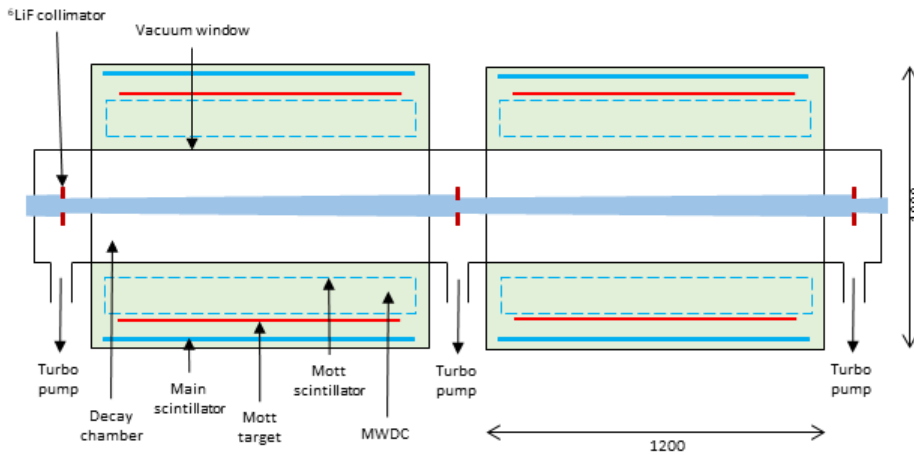 ⁶LiF collimator
Vacuum window
Turbo
pump
Decay
chamber
Main
scintillator
Mott
target
Mott
scintillator
MWDC
Turbo
pump
Turbo
pump
1200